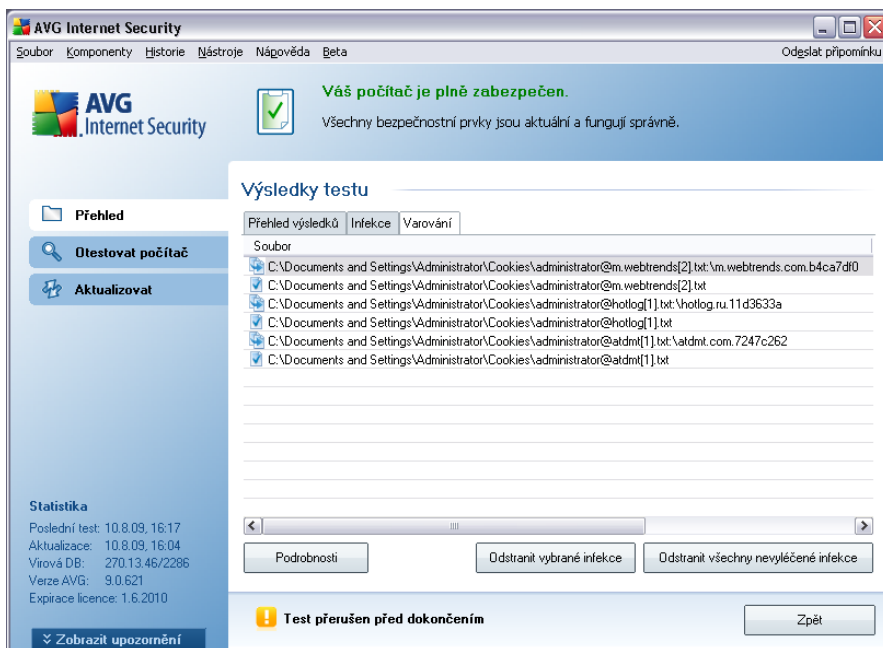 AVG Internet Security
Soubor Komponenty Historie Nástroje Nápověda Beta Odeslat připomínku
AVG
Internet Security
Váš počítač je plně zabezpečen.
Všechny bezpečnostní prvky jsou aktuální a fungují správně.
Přehled
Otestovat počítač
Aktualizovat
Výsledky testu
Přehled výsledků Infekce Varování
Soubor
C:\Documents and Settings\Administrator\Cookies\administrator@m.webtrends[2].txt:\m.webtrends.com.b4ca7df0
C:\Documents and Settings\Administrator\Cookies\administrator@m.webtrends[2].txt
C:\Documents and Settings\Administrator\Cookies\administrator@hotlog[1].txt:\hotlog.ru.11d3633a
C:\Documents and Settings\Administrator\Cookies\administrator@hotlog[1].txt
C:\Documents and Settings\Administrator\Cookies\administrator@atdmt[1].txt:\atdmt.com.7247c262
C:\Documents and Settings\Administrator\Cookies\administrator@atdmt[1].txt
Podrobnosti Odstranit vybrané infekce Odstranit všechny nevyléčené infekce
Statistika
Poslední test: 10.8.09, 16:17
Aktualizace: 10.8.09, 16:04
Virová DB: 270.13.46/2286
Verze AVG: 9.0.621
Expirace licence: 1.6.2010
Zobrazit upozornění
Test přerušen před dokončením
Zpět